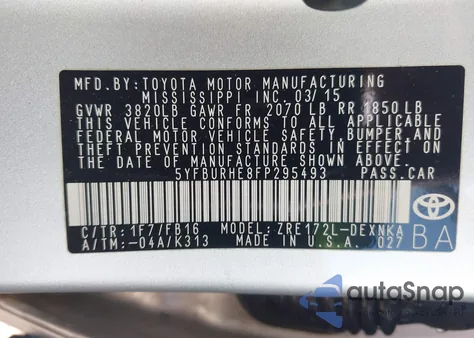 MFD.BY:TOYOTA MOTOR MANUFACTURING
MISSISSIPPI INC. 03/15
GVWR 3820LB GAWR FR 2070 LB RR 1850 LB
THIS VEHICLE CONFORMS TO ALL APPLICABLE
FEDERAL MOTOR VEHICLE SAFETY,BUMPER,AND
THEFT PREVENTION STANDARDS IN EFFECT ON
THE DATE OF MANUFACTURE SHOWN ABOVE.
5YFBURHE8FP295493 PASS.CAR
C/TR: 1F7/FB16 MODEL: ZRE172L-DEXNKA
A/TM:-04A/K313 MADE IN U.S.A. 027
TOYOTA
BA
autoSnap